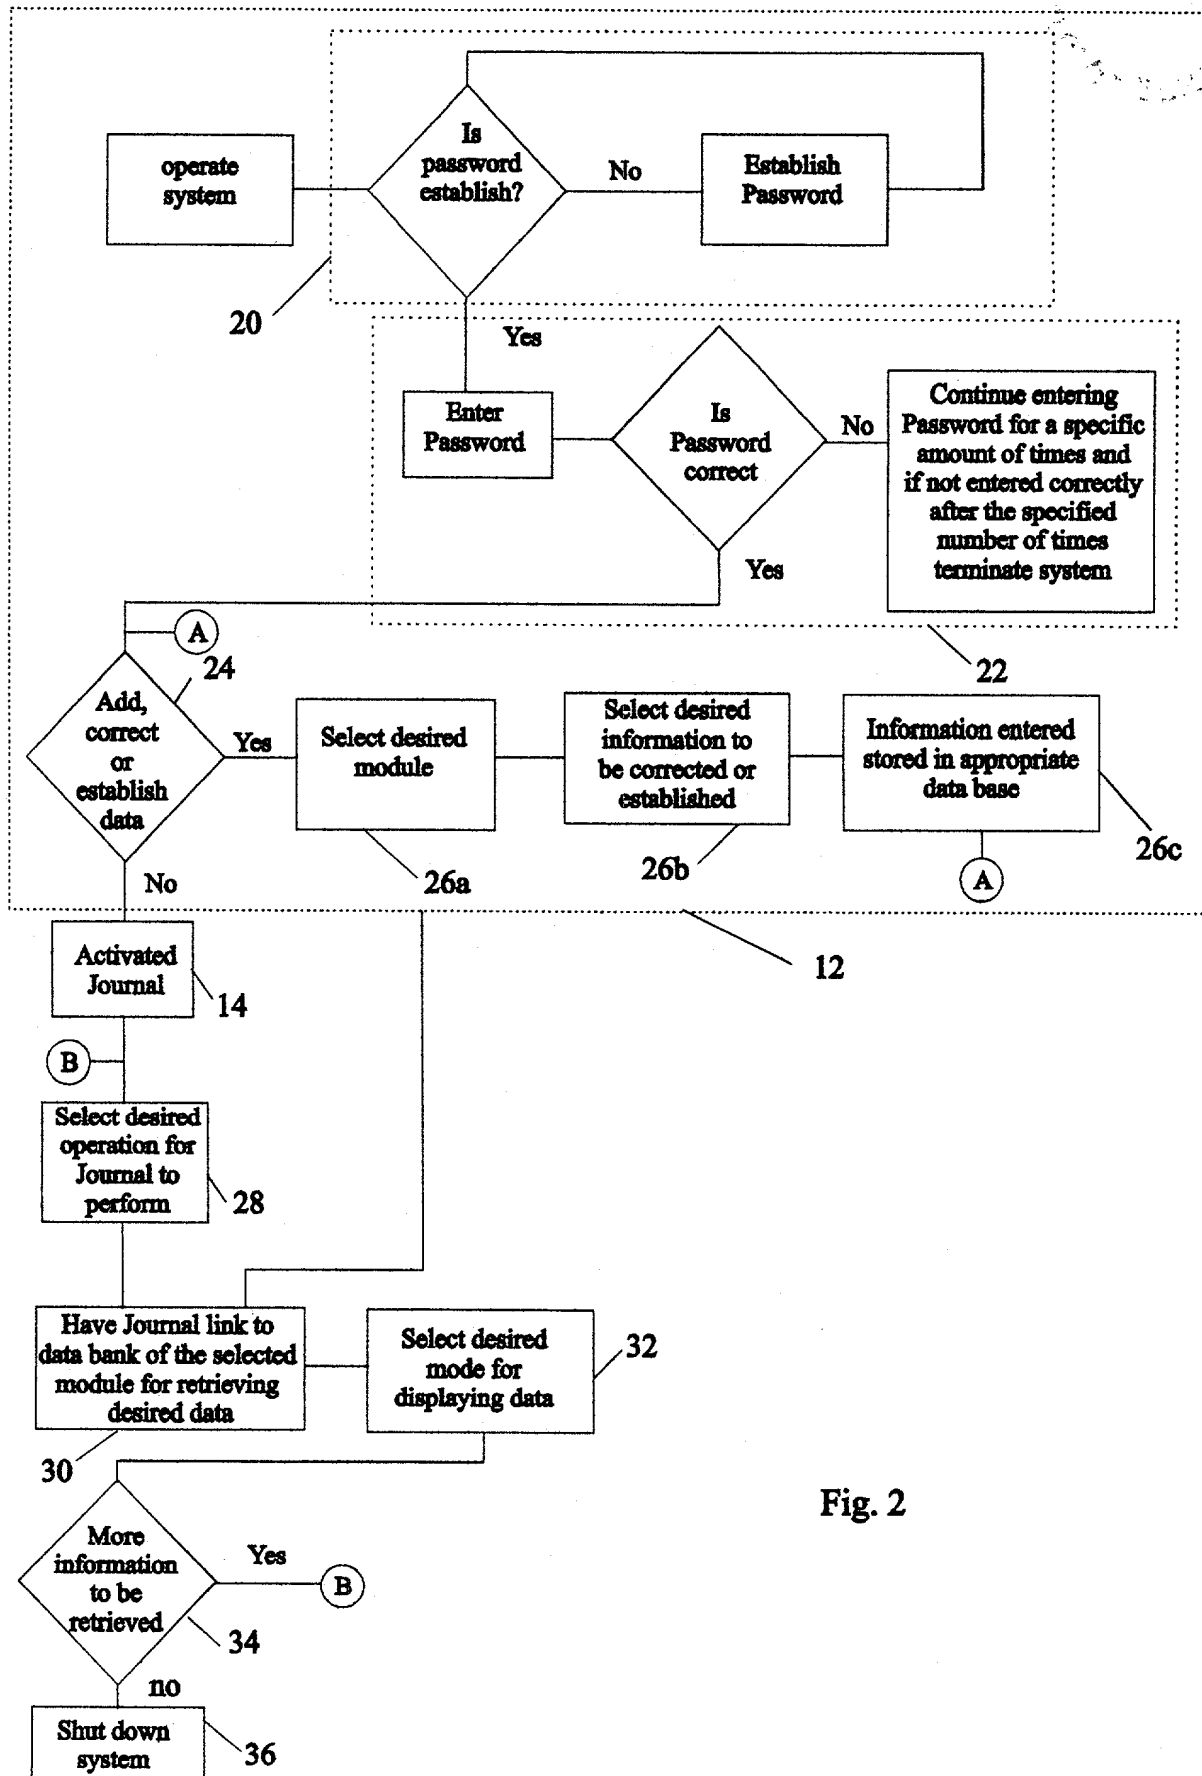 Is
password
establish?
operate
system
No
Establish
Password
20
Yes
Enter
Password
Is
Password
correct
No
Continue entering
Password for a specific
amount of times and
if not entered correctly
after the specified
number of times
terminate system
Yes
22
A
24
Add,
correct
or
establish
data
Yes
Select desired
module
26a
Select desired
information to
be corrected or
established
26b
Information entered
stored in appropriate
data base
26c
A
No
12
Activated
Journal
14
B
Select desired
operation for
Journal to
perform
28
Have Journal link to
data bank of the selected
module for retrieving
desired data
30
Select desired
mode for
displaying data
32
More
information
to be
retrieved
34
Yes
B
no
Shut down
system
36
Fig. 2